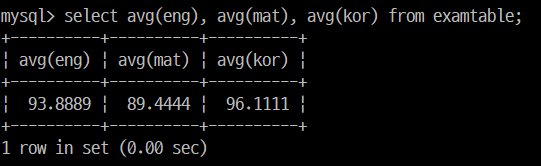 mysql> select avg(eng), avg(mat), avg(kor) from examtable;
+----------+----------+----------+
¦ avg(eng) ¦ avg(mat) ¦ avg(kor) ¦
+----------+----------+----------+
¦  93.8889 ¦  89.4444 ¦  96.1111 ¦
+----------+----------+----------+
1 row in set (0.00 sec)